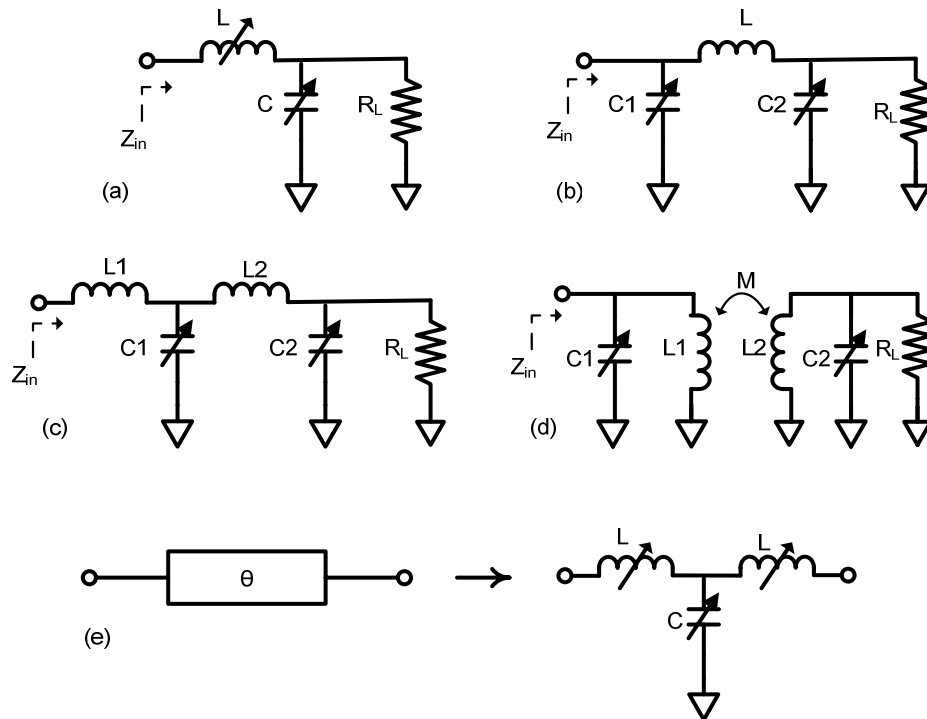 L
C
R_L
Z_in
(a)
L
C1
C2
R_L
Z_in
(b)
L1
L2
C1
C2
R_L
Z_in
(c)
M
C1
L1
L2
C2
R_L
Z_in
(d)
θ
L
L
C
(e)